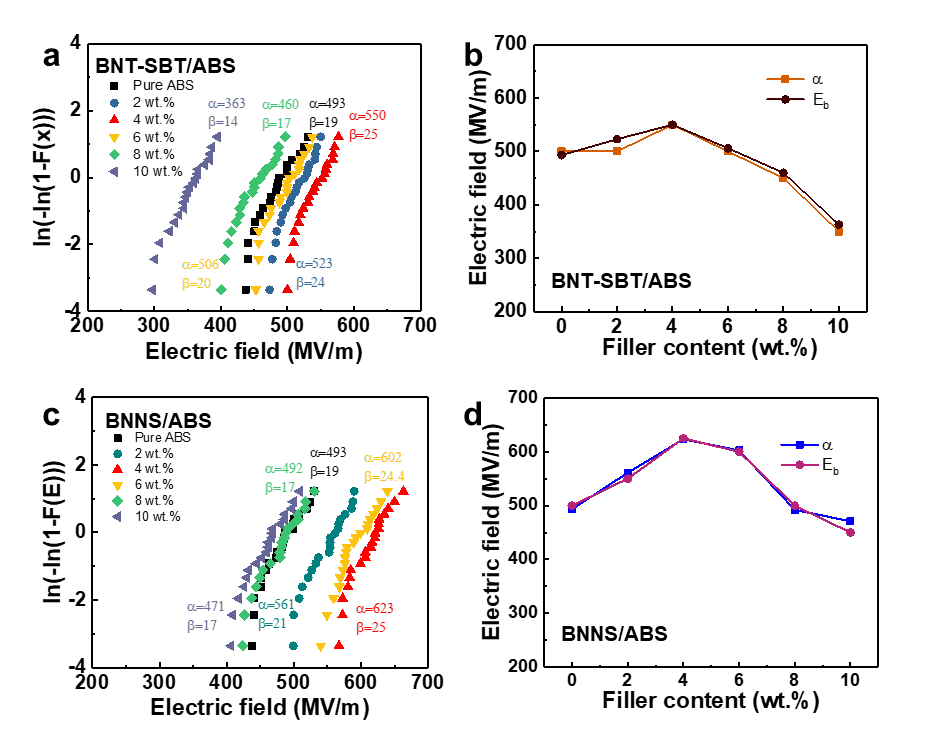 a
BNT-SBT/ABS
Pure ABS
2 wt.%
4 wt.%
6 wt.%
8 wt.%
10 wt.%
α=363
β=14
α=460
β=17
α=493
β=19
α=550
β=25
α=506
β=20
α=523
β=24
ln(-ln(1-F(x)))
4
2
0
-2
-4
200 300 400 500 600 700
Electric field (MV/m)
b
Electric field (MV/m)
700
600
500
400
300
200
α
E_b
BNT-SBT/ABS
0 2 4 6 8 10
Filler content (wt.%)
c
BNNS/ABS
Pure ABS
2 wt.%
4 wt.%
6 wt.%
8 wt.%
10 wt.%
α=492
β=17
α=493
β=19
α=602
β=24.4
α=471
β=17
α=561
β=21
α=623
β=25
ln(-ln(1-F(E)))
4
2
0
-2
-4
200 300 400 500 600 700
Electric field (MV/m)
d
Electric field (MV/m)
700
600
500
400
300
200
α
E_b
BNNS/ABS
0 2 4 6 8 10
Filler content (wt.%)